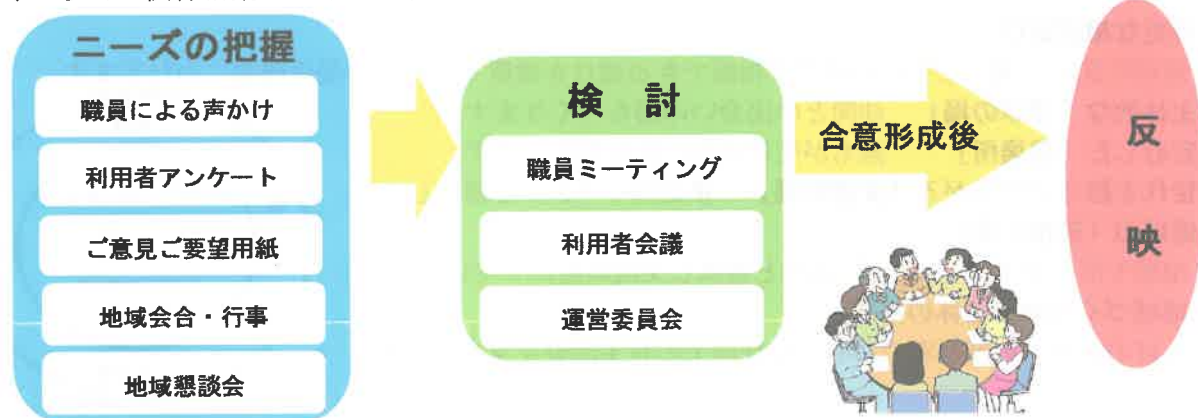 ニーズの把握
職員による声かけ
利用者アンケート
ご意見ご要望用紙
地域会合・行事
地域懇談会
検 討
職員ミーティング
利用者会議
運営委員会
合意形成後
反
映